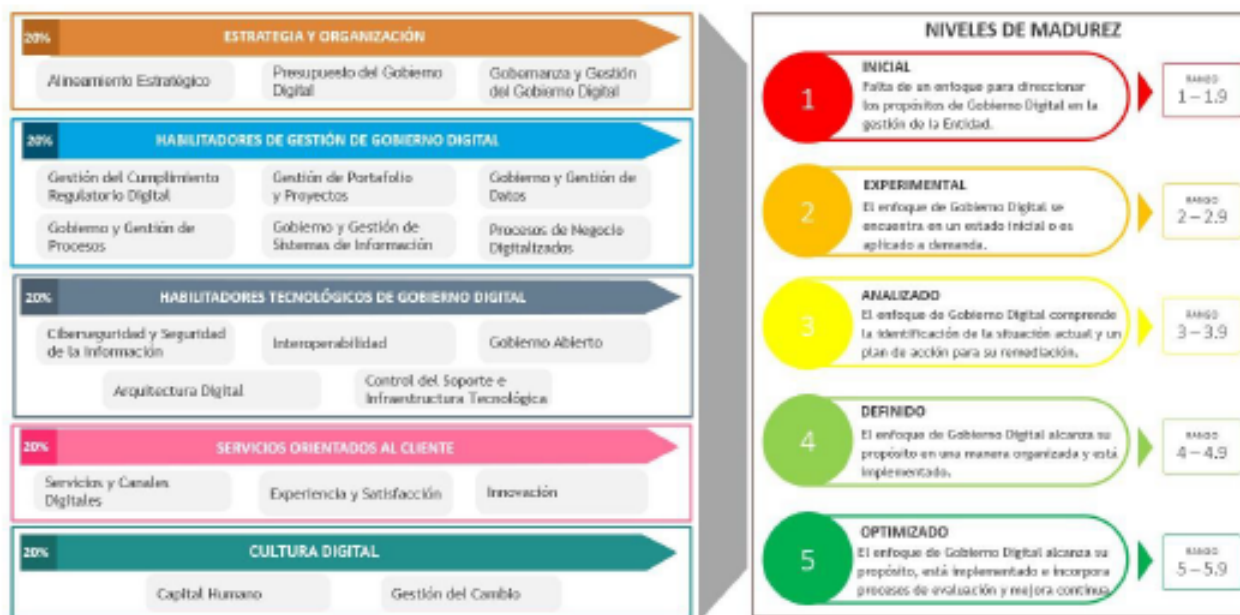 20%
ESTRATEGIA Y ORGANIZACIÓN
Alineamiento Estratégico
Presupuesto del Gobierno
Digital
Gobernanza y Gestión
del Gobierno Digital
20%
HABILITADORES DE GESTIÓN DE GOBIERNO DIGITAL
Gestión del Cumplimiento
Regulatorio Digital
Gestión de Portafolio
y Proyectos
Gobierno y Gestión de
Datos
Gobierno y Gestión de
Procesos
Gobierno y Gestión de
Sistemas de Información
Procesos de Negocio
Digitalizados
20%
HABILITADORES TECNOLÓGICOS DE GOBIERNO DIGITAL
Ciberseguridad y Seguridad
de la Información
Interoperabilidad
Gobierno Abierto
Arquitectura Digital
Control del Soporte e
Infraestructura Tecnológica
20%
SERVICIOS ORIENTADOS AL CLIENTE
Servicios y Canales
Digitales
Experiencia y Satisfacción
Innovación
20%
CULTURA DIGITAL
Capital Humano
Gestión del Cambio
NIVELES DE MADUREZ
1
INICIAL
Falta de un enfoque para direccionar
los propósitos de Gobierno Digital en la
gestión de la Entidad.
RANGO
1 – 1.9
2
EXPERIMENTAL
El enfoque de Gobierno Digital se
encuentra en un estado inicial o es
aplicado a demanda.
RANGO
2 – 2.9
3
ANALIZADO
El enfoque de Gobierno Digital comprende
la identificación de la situación actual y un
plan de acción para su remediación.
RANGO
3 – 3.9
4
DEFINIDO
El enfoque de Gobierno Digital alcanza su
propósito en una manera organizada y está
implementado.
RANGO
4 – 4.9
5
OPTIMIZADO
El enfoque de Gobierno Digital alcanza su
propósito, está implementado e incorpora
procesos de evaluación y mejora continua
RANGO
5 – 5.9